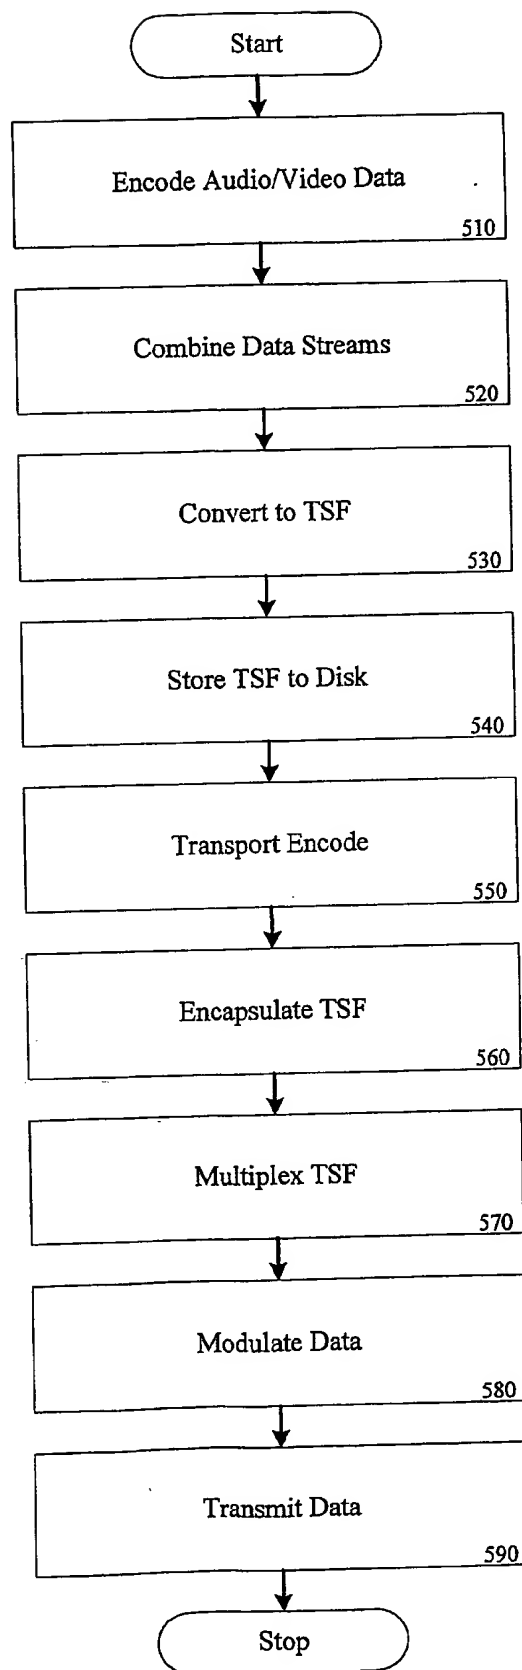 Start
Encode Audio/Video Data
510
Combine Data Streams
520
Convert to TSF
530
Store TSF to Disk
540
Transport Encode
550
Encapsulate TSF
560
Multiplex TSF
570
Modulate Data
580
Transmit Data
590
Stop